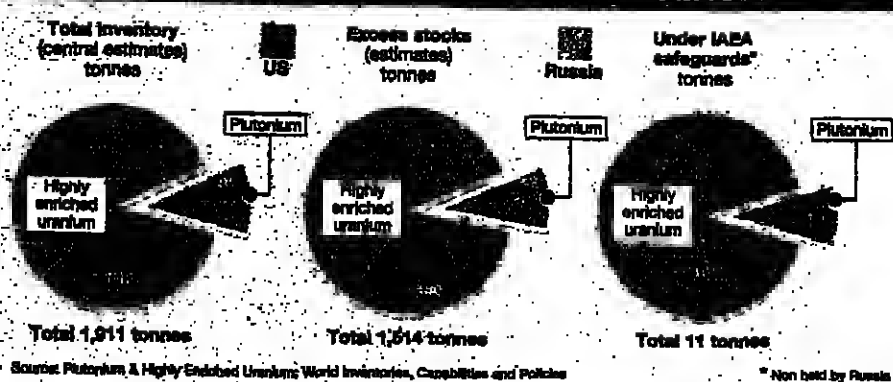 Total inventory
(central estimates)
tonnes
US
Excess stocks
(estimates)
tonnes
Russia
Under IAEA
safeguards*
tonnes
Plutonium
Highly
enriched
uranium
Total 1,911 tonnes
Plutonium
Highly
enriched
uranium
Total 1,514 tonnes
Plutonium
Highly
enriched
uranium
Total 11 tonnes
Source: Plutonium & Highly Enriched Uranium: World Inventories, Capabilities and Policies
* Non held by Russia